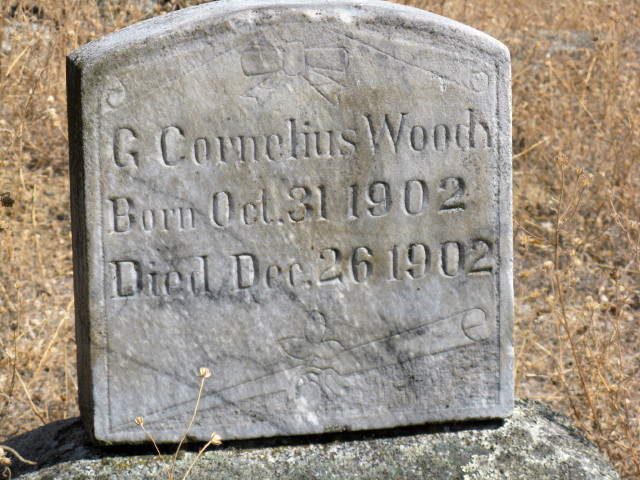 G Cornelius Woody
Born Oct. 31 1902
Died Dec. 26 1902